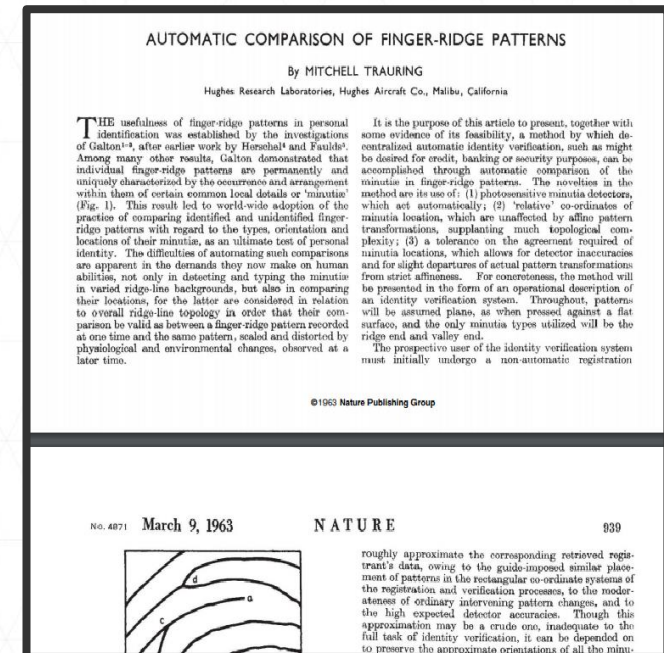 AUTOMATIC COMPARISON OF FINGER-RIDGE PATTERNS
By MITCHELL TRAURING
Hughes Research Laboratories, Hughes Aircraft Co., Malibu, California
THE usefulness of finger-ridge patterns in personal
identification was established by the investigations
of Galton¹⁻³, after earlier work by Herschel⁴ and Faulds⁵.
Among many other results, Galton demonstrated that
individual finger-ridge patterns are permanently and
uniquely characterized by the occurrence and arrangement
within them of certain common local details or 'minutiæ'
(Fig. 1). This result led to world-wide adoption of the
practice of comparing identified and unidentified finger-
ridge patterns with regard to the types, orientation and
locations of their minutiæ, as an ultimate test of personal
identity. The difficulties of automating such comparisons
are apparent in the demands they now make on human
abilities, not only in detecting and typing the minutiæ
in varied ridge-line backgrounds, but also in comparing
their locations, for the latter are considered in relation
to overall ridge-line topology in order that their com-
parison be valid as between a finger-ridge pattern recorded
at one time and the same pattern, scaled and distorted by
physiological and environmental changes, observed at a
later time.
It is the purpose of this article to present, together with
some evidence of its feasibility, a method by which de-
centralized automatic identity verification, such as might
be desired for credit, banking or security purposes, can be
accomplished through automatic comparison of the
minutiæ in finger-ridge patterns. The novelties in the
method are its use of: (1) photosensitive minutia detectors,
which act automatically; (2) 'relative' co-ordinates of
minutia location, which are unaffected by affine pattern
transformations, supplanting much topological com-
plexity; (3) a tolerance on the agreement required of
minutia locations, which allows for detector inaccuracies
and for slight departures of actual pattern transformations
from strict affineness. For concreteness, the method will
be presented in the form of an operational description of
an identity verification system. Throughout, patterns
will be assumed plane, as when pressed against a flat
surface, and the only minutia types utilized will be the
ridge end and valley end.
The prospective user of the identity verification system
must initially undergo a non-automatic registration
©1963 Nature Publishing Group
No. 4871 March 9, 1963 NATURE 939
d
a
c
roughly approximate the corresponding retrieved regis-
trant's data, owing to the guide-imposed similar place-
ment of patterns in the rectangular co-ordinate systems of
the registration and verification processes, to the moder-
ateness of ordinary intervening pattern changes, and to
the high expected detector accuracies. Though this
approximation may be a crude one, inadequate to the
full task of identity verification, it can be depended on
to preserve the approximate orientations of all the minu-